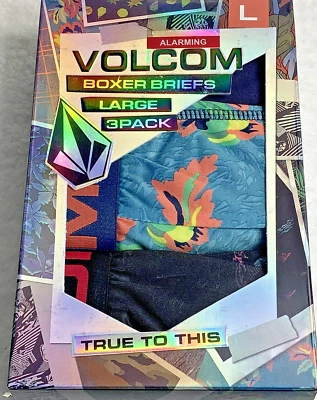 L
ALARMING
VOLCOM
BOXER BRIEFS
LARGE
3PACK
TRUE TO THIS